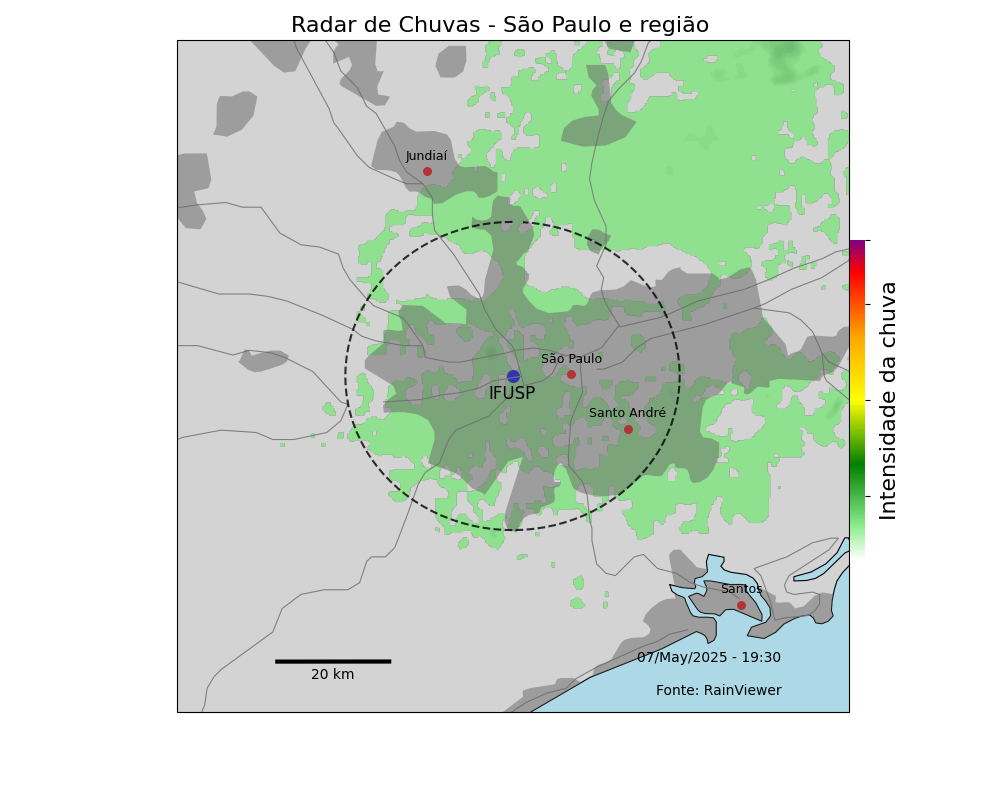 Radar de Chuvas - São Paulo e região
Jundiaí
São Paulo
IFUSP
Santo André
Intensidade da chuva
Santos
07/May/2025 - 19:30
20 km
Fonte: RainViewer